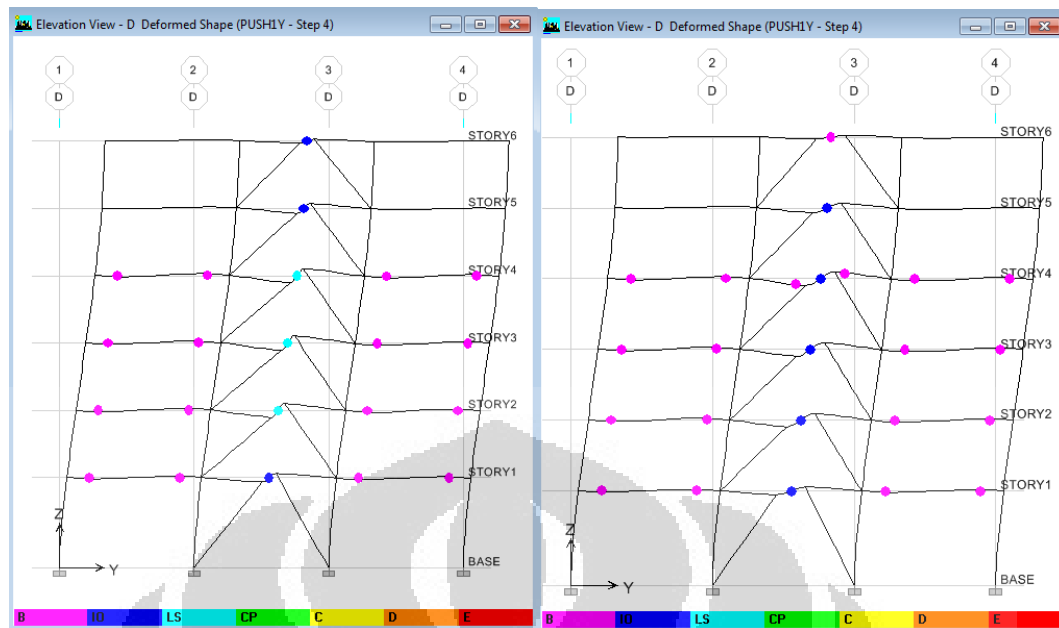 Elevation View - D Deformed Shape (PUSH1Y - Step 4)
1 2 3 4
D D D D
STORY6
STORY5
STORY4
STORY3
STORY2
STORY1
Z
Y
BASE
B IO LS CP C D E
Elevation View - D Deformed Shape (PUSH1Y - Step 4)
1 2 3 4
D D D D
STORY6
STORY5
STORY4
STORY3
STORY2
STORY1
Z
Y
BASE
B IO LS CP C D E